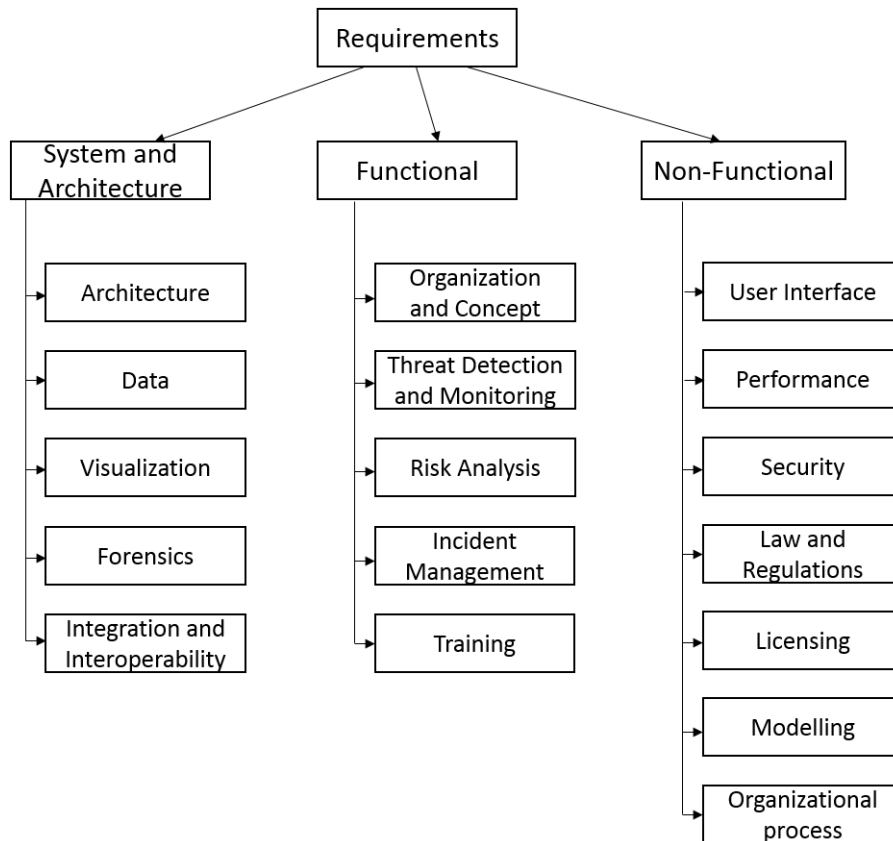 Requirements
System and
Architecture
Functional
Non-Functional
Architecture
Data
Visualization
Forensics
Integration and
Interoperability
Organization
and Concept
Threat Detection
and Monitoring
Risk Analysis
Incident
Management
Training
User Interface
Performance
Security
Law and
Regulations
Licensing
Modelling
Organizational
process